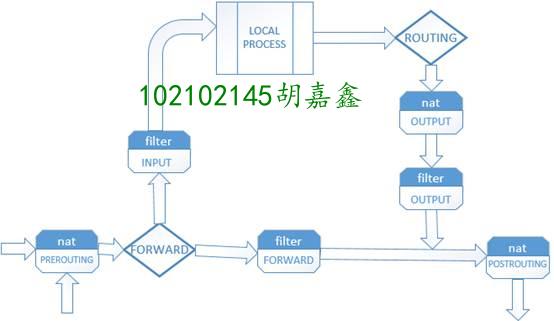 LOCAL
PROCESS
ROUTING
102102145胡嘉鑫
nat
OUTPUT
filter
INPUT
filter
OUTPUT
nat
PREROUTING
FORWARD
filter
FORWARD
nat
POSTROUTING